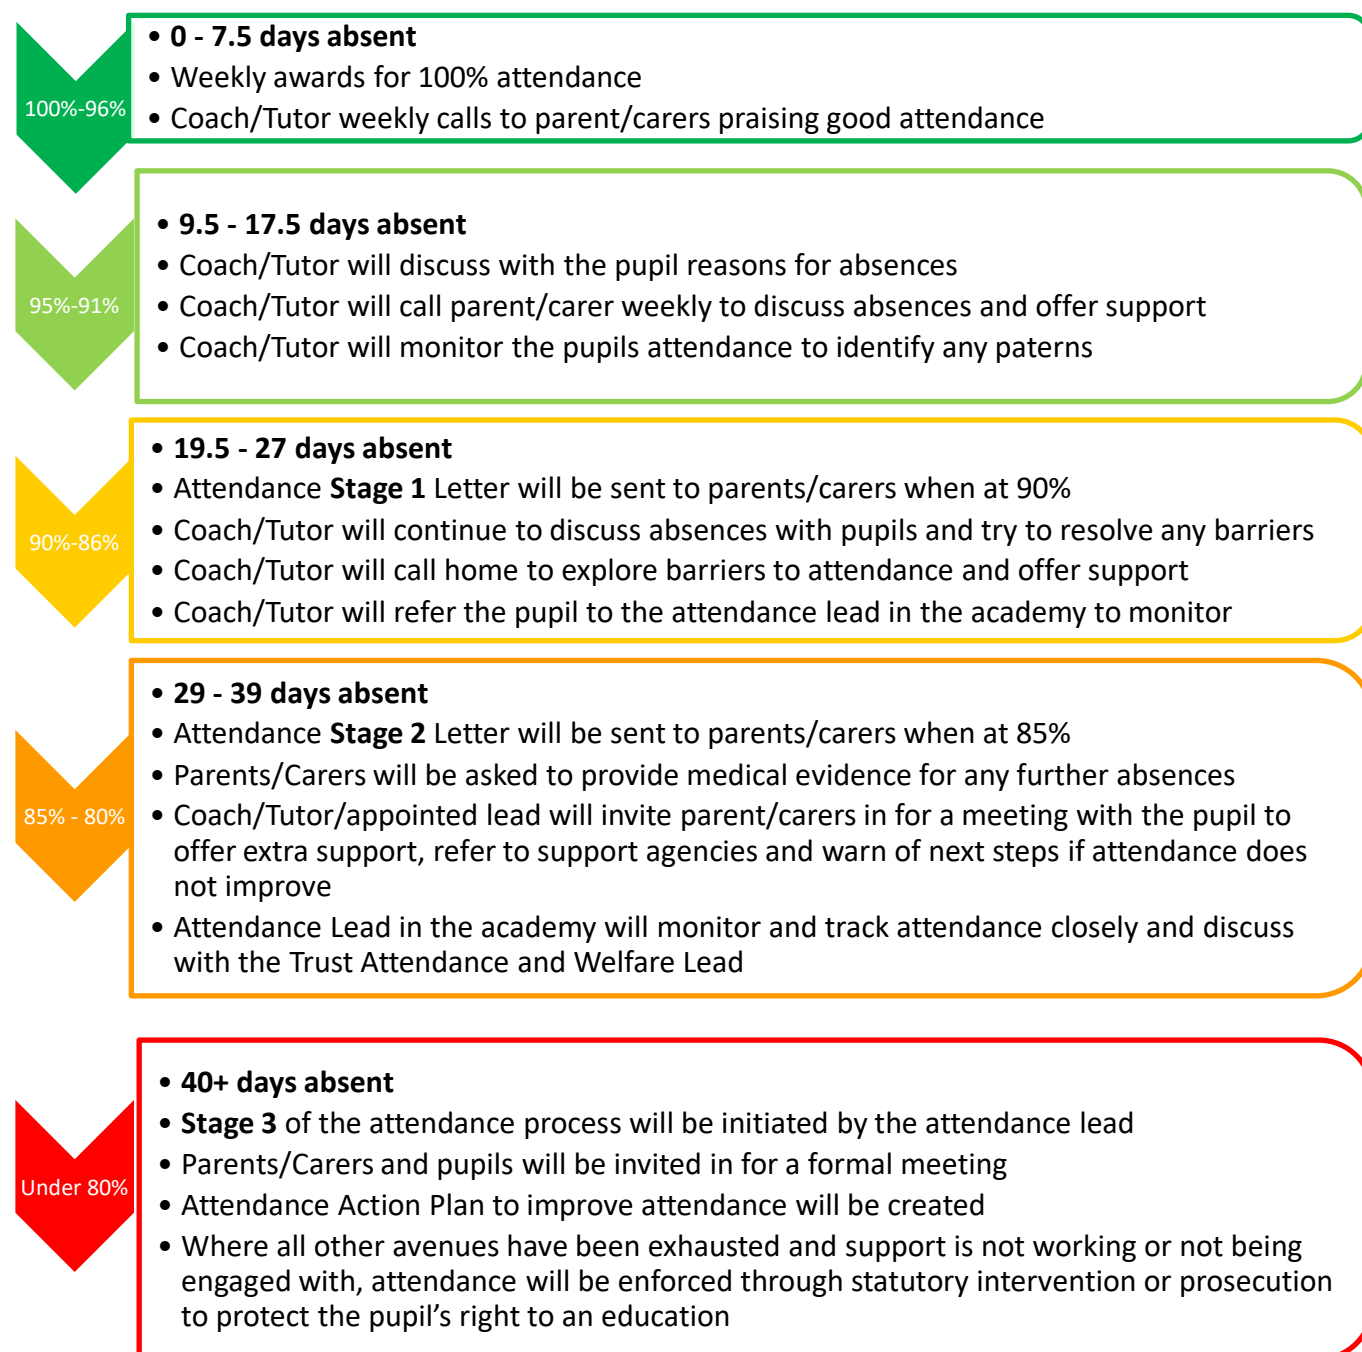 100%-96%
• 0 - 7.5 days absent
• Weekly awards for 100% attendance
• Coach/Tutor weekly calls to parent/carers praising good attendance
95%-91%
• 9.5 - 17.5 days absent
• Coach/Tutor will discuss with the pupil reasons for absences
• Coach/Tutor will call parent/carer weekly to discuss absences and offer support
• Coach/Tutor will monitor the pupils attendance to identify any paterns
90%-86%
• 19.5 - 27 days absent
• Attendance Stage 1 Letter will be sent to parents/carers when at 90%
• Coach/Tutor will continue to discuss absences with pupils and try to resolve any barriers
• Coach/Tutor will call home to explore barriers to attendance and offer support
• Coach/Tutor will refer the pupil to the attendance lead in the academy to monitor
85% - 80%
• 29 - 39 days absent
• Attendance Stage 2 Letter will be sent to parents/carers when at 85%
• Parents/Carers will be asked to provide medical evidence for any further absences
• Coach/Tutor/appointed lead will invite parent/carers in for a meeting with the pupil to
offer extra support, refer to support agencies and warn of next steps if attendance does
not improve
• Attendance Lead in the academy will monitor and track attendance closely and discuss
with the Trust Attendance and Welfare Lead
Under 80%
• 40+ days absent
• Stage 3 of the attendance process will be initiated by the attendance lead
• Parents/Carers and pupils will be invited in for a formal meeting
• Attendance Action Plan to improve attendance will be created
• Where all other avenues have been exhausted and support is not working or not being
engaged with, attendance will be enforced through statutory intervention or prosecution
to protect the pupil’s right to an education